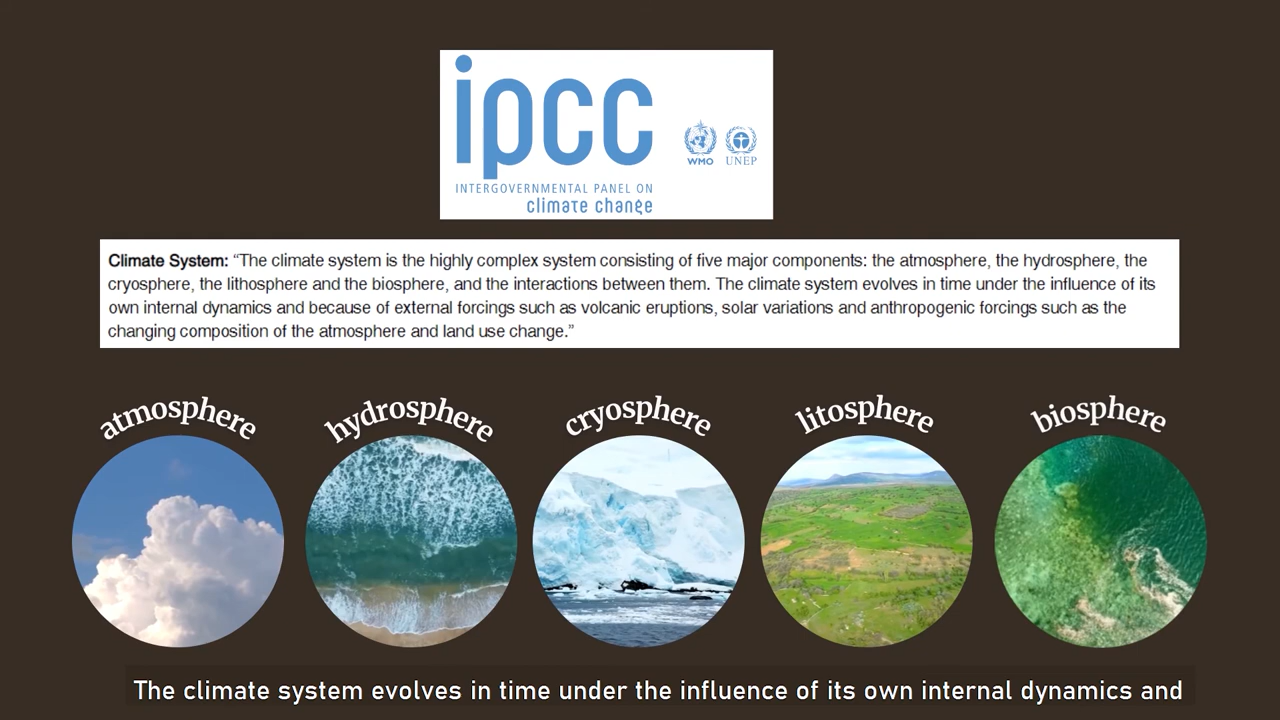 ipcc
INTERGOVERNMENTAL PANEL ON
climate change
WMO
UNEP
Climate System: “The climate system is the highly complex system consisting of five major components: the atmosphere, the hydrosphere, the
cryosphere, the lithosphere and the biosphere, and the interactions between them. The climate system evolves in time under the influence of its
own internal dynamics and because of external forcings such as volcanic eruptions, solar variations and anthropogenic forcings such as the
changing composition of the atmosphere and land use change.”
atmosphere
hydrosphere
cryosphere
litosphere
biosphere
The climate system evolves in time under the influence of its own internal dynamics and